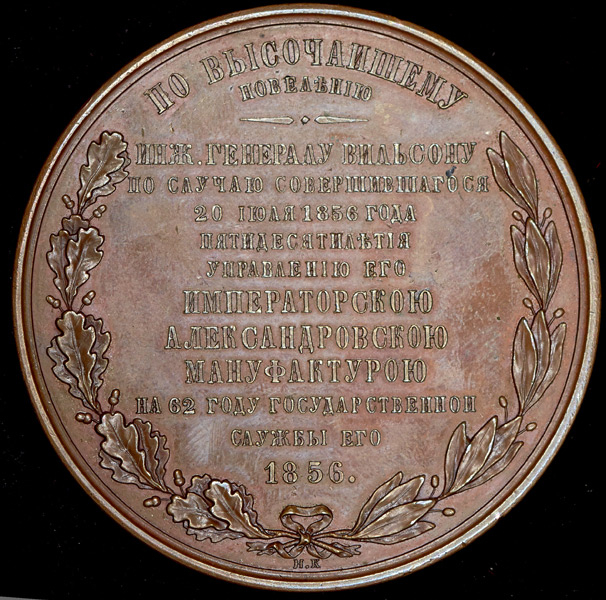 ПО ВЫСОЧАЙШЕМУ
ПОВЕЛѢНІЮ
ИНЖ. ГЕНЕРАЛУ ВИЛЬСОНУ
ПО СЛУЧАЮ СОВЕРШИВШАГОСЯ
20 ІЮЛЯ 1856 ГОДА
ПЯТИДЕСЯТИЛѢТІЯ
УПРАВЛЕНІЮ ЕГО
ИМПЕРАТОРСКОЮ
АЛЕКСАНДРОВСКОЮ
МАНУФАКТУРОЮ
НА 62 ГОДУ ГОСУДАРСТВЕННОЙ
СЛУЖБЫ ЕГО
1856.
Н.К